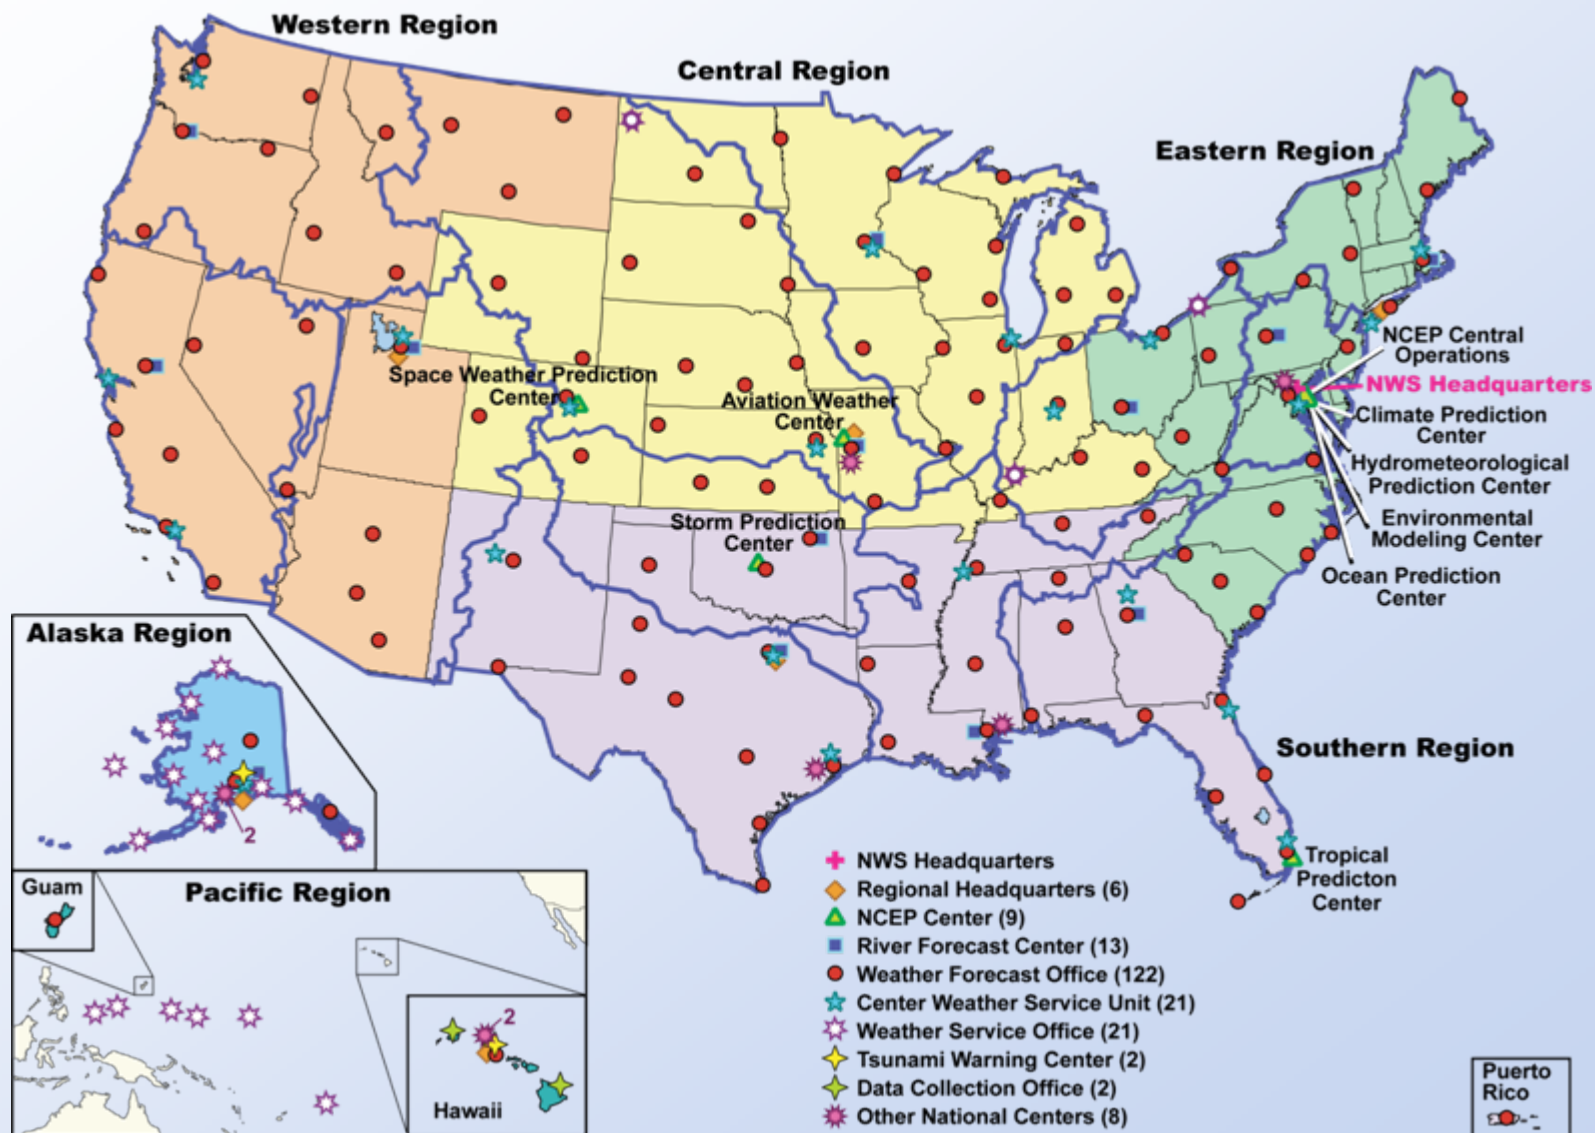 Western Region
Central Region
Eastern Region
NCEP Central
Operations
NWS Headquarters
Space Weather Prediction
Center
Aviation Weather
Center
Climate Prediction
Center
Hydrometeorological
Prediction Center
Storm Prediction
Center
Environmental
Modeling Center
Ocean Prediction
Center
Alaska Region
2
Southern Region
Tropical
Predicton
Center
NWS Headquarters
Regional Headquarters (6)
NCEP Center (9)
River Forecast Center (13)
Weather Forecast Office (122)
Center Weather Service Unit (21)
Weather Service Office (21)
Tsunami Warning Center (2)
Data Collection Office (2)
Other National Centers (8)
Guam
Pacific Region
2
Hawaii
Puerto
Rico